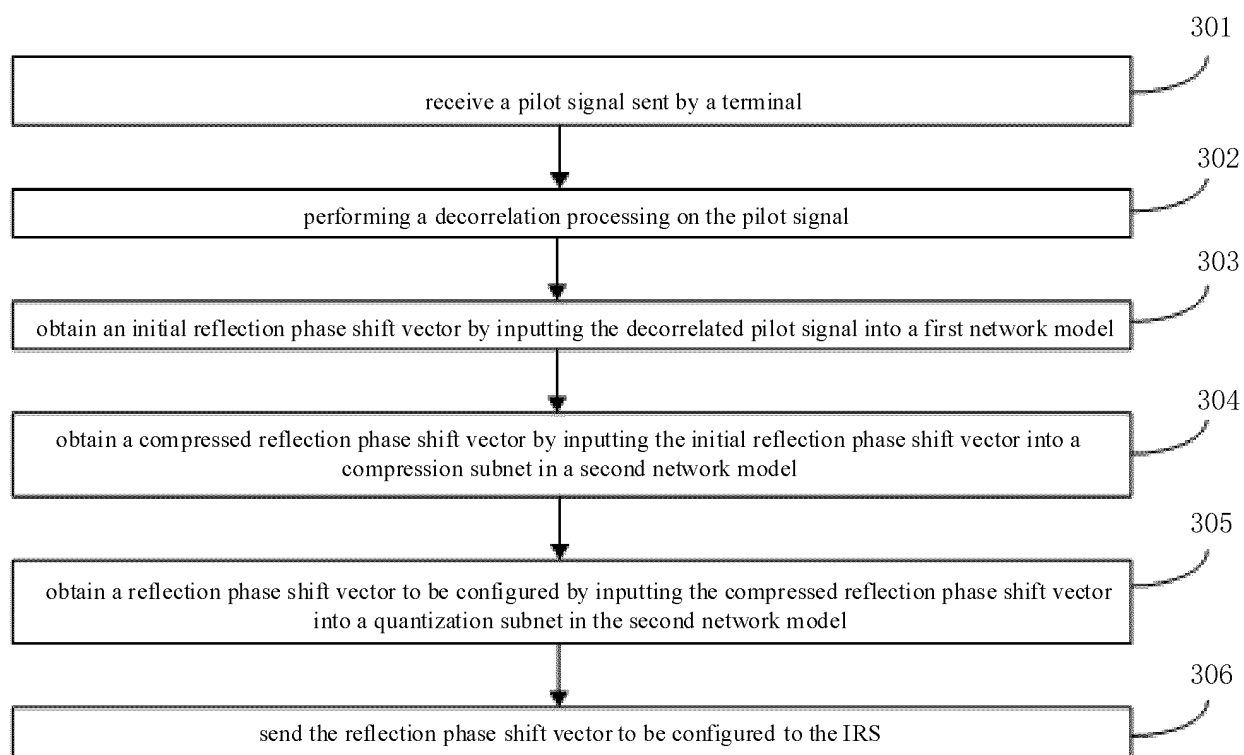 301
receive a pilot signal sent by a terminal
302
performing a decorrelation processing on the pilot signal
303
obtain an initial reflection phase shift vector by inputting the decorrelated pilot signal into a first network model
304
obtain a compressed reflection phase shift vector by inputting the initial reflection phase shift vector into a
compression subnet in a second network model
305
obtain a reflection phase shift vector to be configured by inputting the compressed reflection phase shift vector
into a quantization subnet in the second network model
306
send the reflection phase shift vector to be configured to the IRS